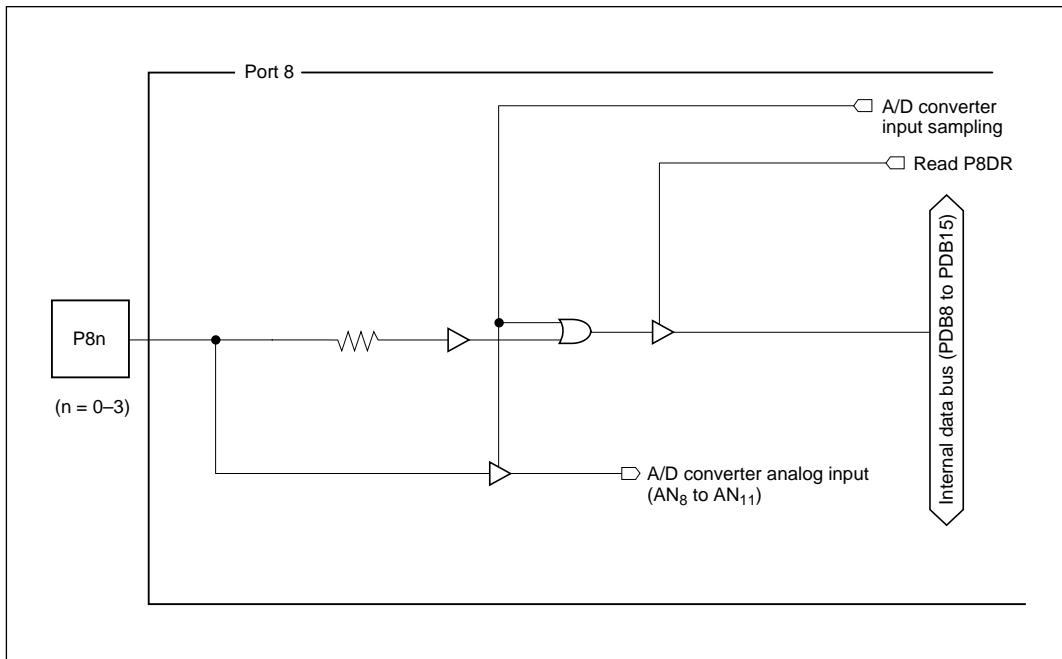 Port 8
A/D converter
input sampling
Read P8DR
Internal data bus (PDB8 to PDB15)
P8n
(n = 0–3)
A/D converter analog input
(AN8 to AN11)